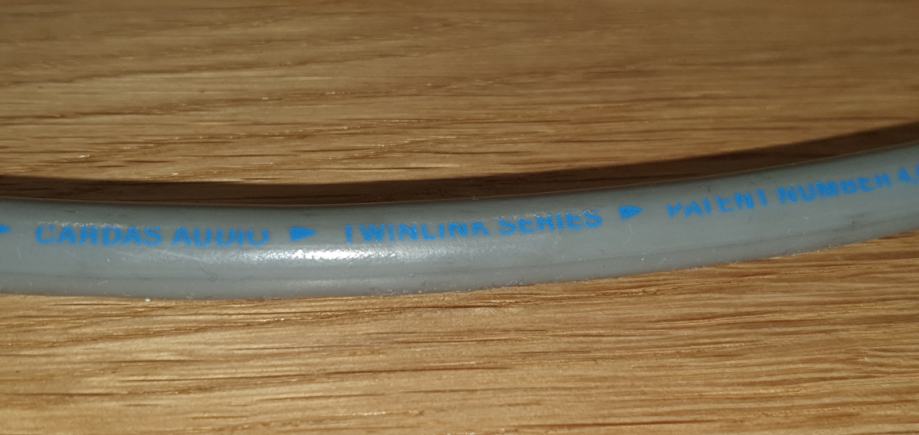 ▶ CARDAS AUDIO ▶ TWINLINK SERIES ▶ PATENT NUMBER